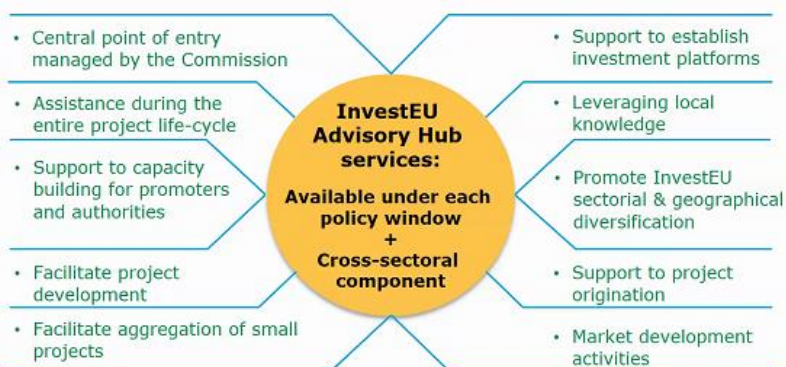 • Central point of entry
managed by the Commission
• Assistance during the
entire project life-cycle
• Support to capacity
building for promoters
and authorities
• Facilitate project
development
• Facilitate aggregation of small
projects
InvestEU
Advisory Hub
services:
Available under each
policy window
+
Cross-sectoral
component
• Support to establish
investment platforms
• Leveraging local
knowledge
• Promote InvestEU
sectorial & geographical
diversification
• Support to project
origination
• Market development
activities